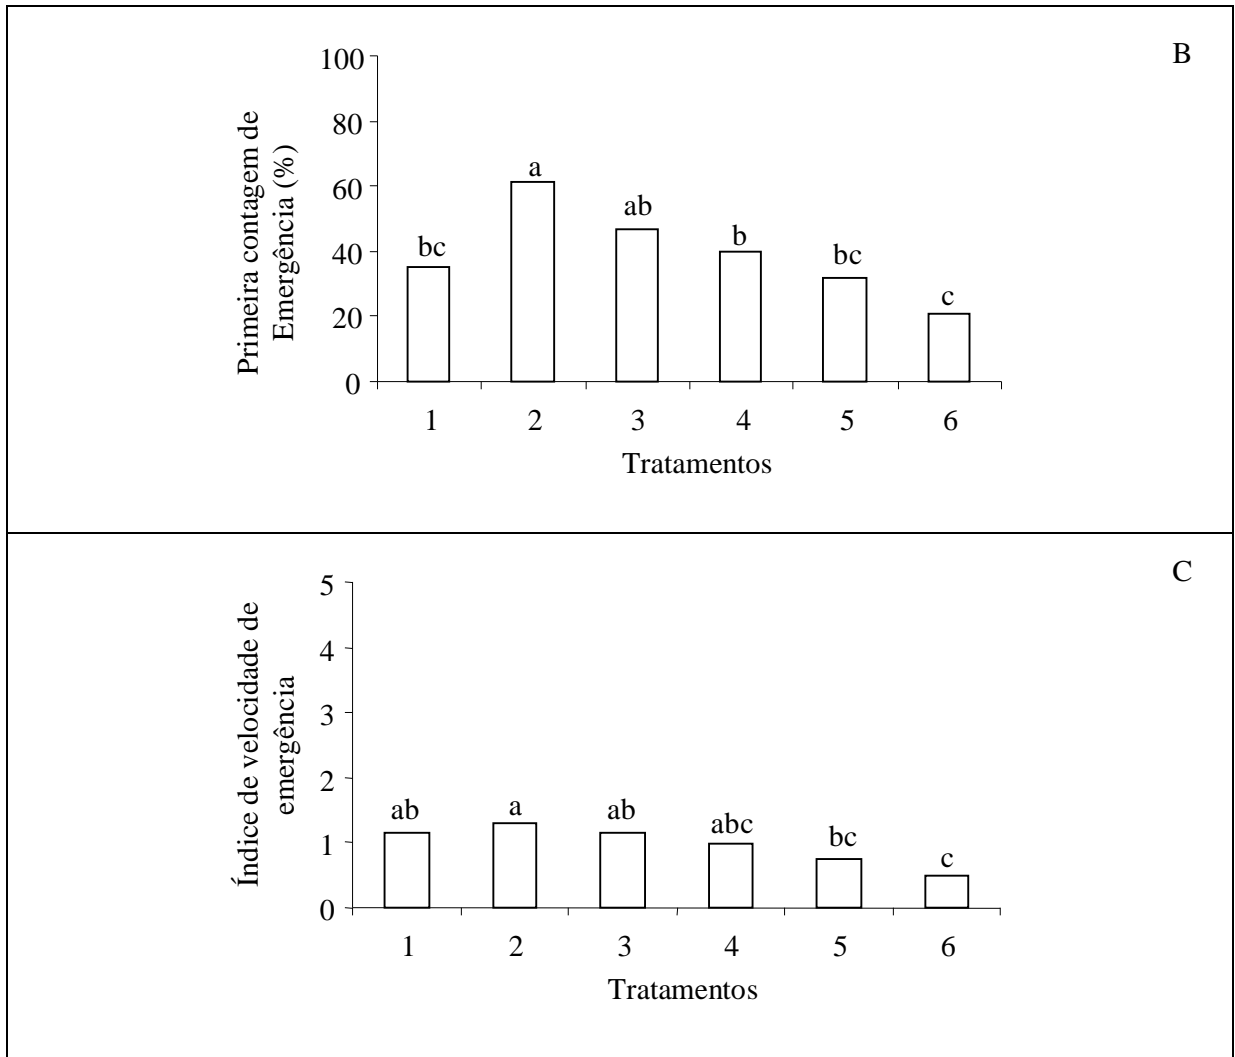 B
Primeira contagem de
Emergência (%)
100
80
60
40
20
0
bc
a
ab
b
bc
c
1 2 3 4 5 6
Tratamentos
C
Índice de velocidade de
emergência
5
4
3
2
1
0
ab
a
ab
abc
bc
c
1 2 3 4 5 6
Tratamentos